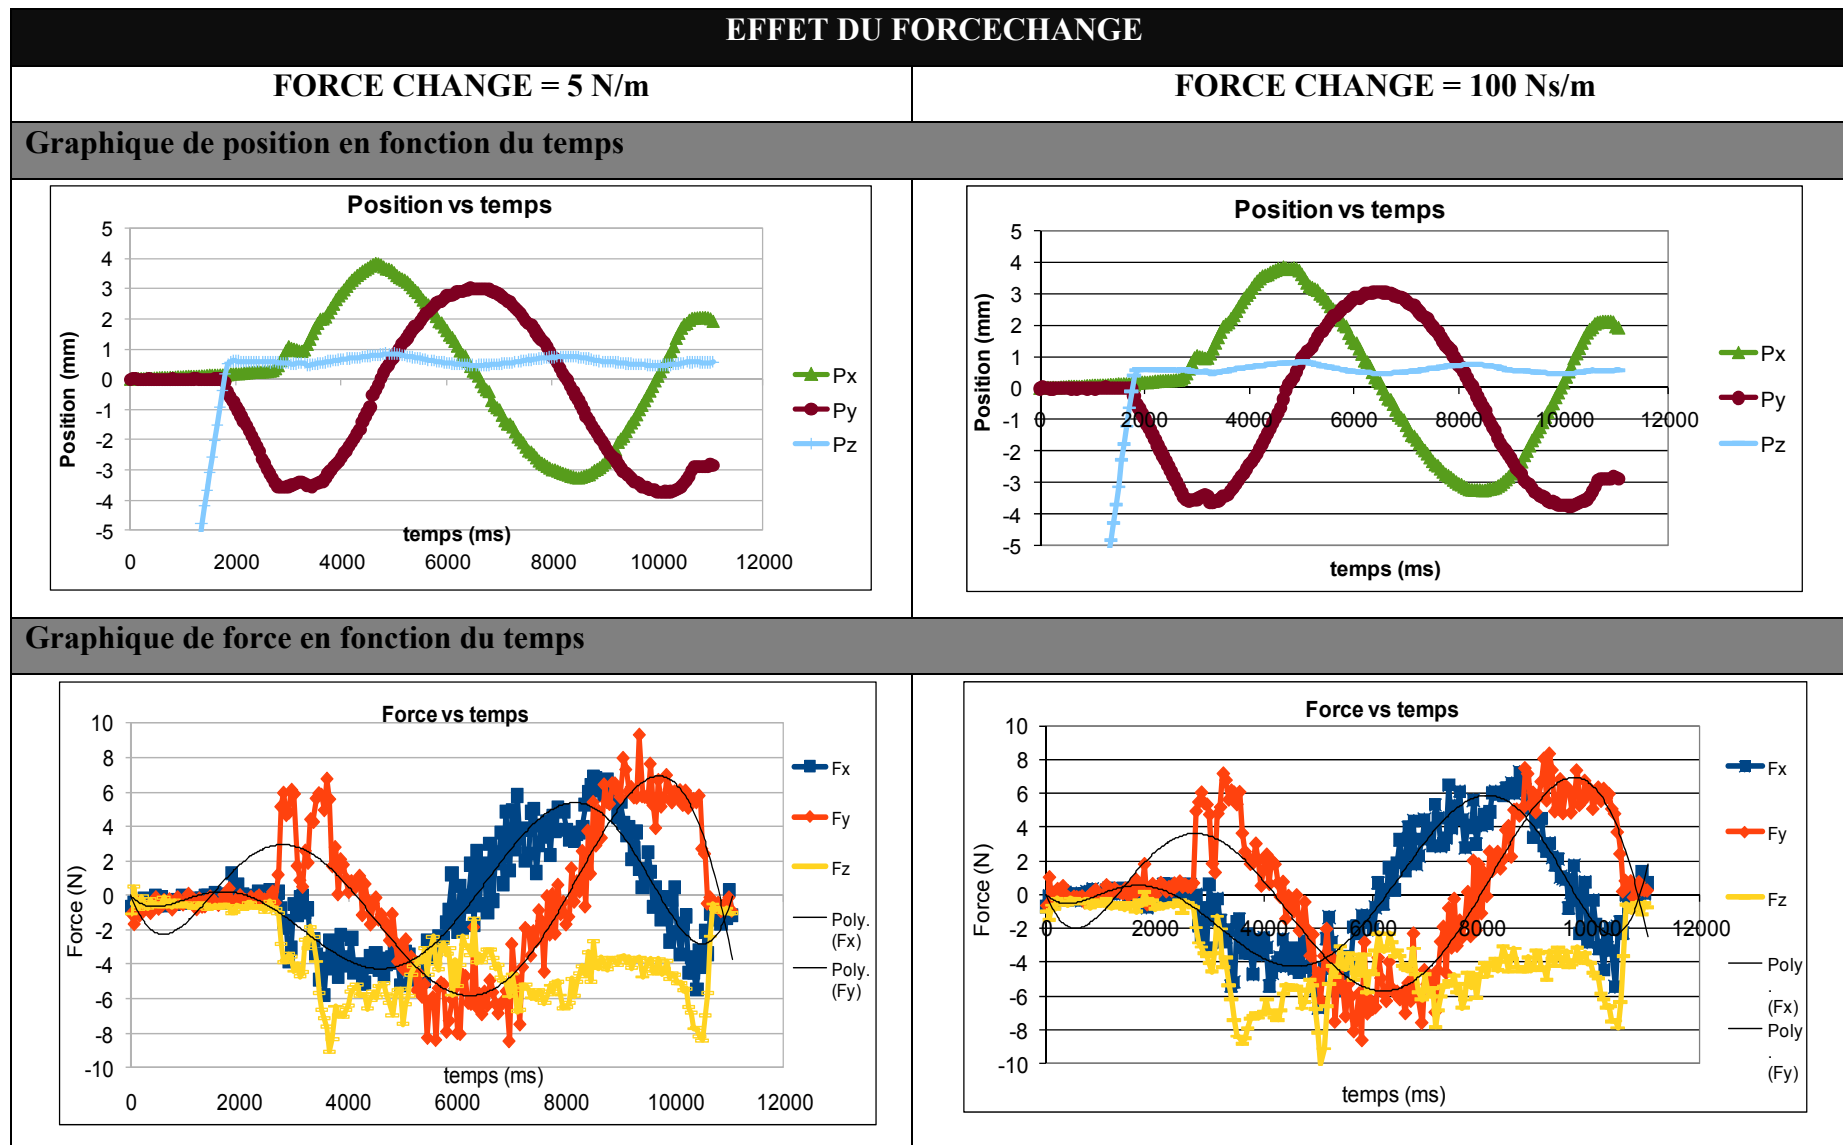 EFFET DU FORCECHANGE
FORCE CHANGE = 5 N/m
FORCE CHANGE = 100 Ns/m
Graphique de position en fonction du temps
Position vs temps
5
4
3
2
1
0
-1
-2
-3
-4
-5
Position (mm)
temps (ms)
0 2000 4000 6000 8000 10000 12000
Px
Py
Pz
Position vs temps
5
4
3
2
1
0
-1
-2
-3
-4
-5
Position (mm)
0 2000 4000 6000 8000 10000 12000
temps (ms)
Px
Py
Pz
Graphique de force en fonction du temps
Force vs temps
10
8
6
4
2
0
-2
-4
-6
-8
-10
Force (N)
temps (ms)
0 2000 4000 6000 8000 10000 12000
Fx
Fy
Fz
Poly.
(Fx)
Poly.
(Fy)
Force vs temps
10
8
6
4
2
0
-2
-4
-6
-8
-10
Force (N)
0 2000 4000 6000 8000 10000 12000
temps (ms)
Fx
Fy
Fz
Poly
.
(Fx)
Poly
.
(Fy)